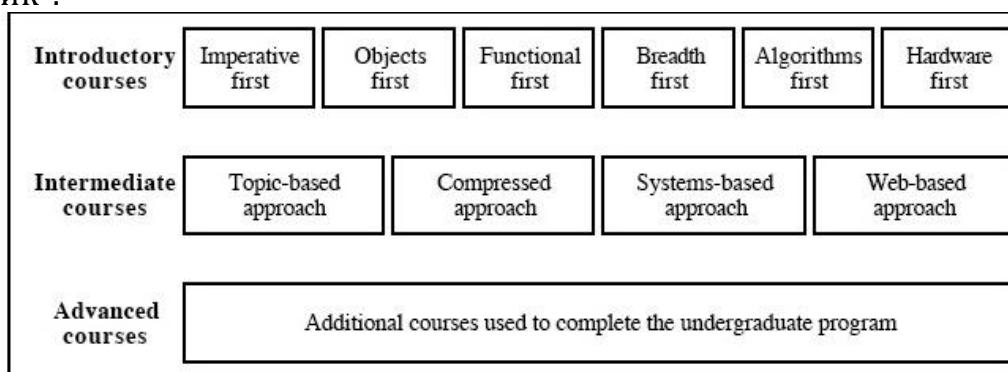 Introductory courses
Imperative first
Objects first
Functional first
Breadth first
Algorithms first
Hardware first
Intermediate courses
Topic-based approach
Compressed approach
Systems-based approach
Web-based approach
Advanced courses
Additional courses used to complete the undergraduate program